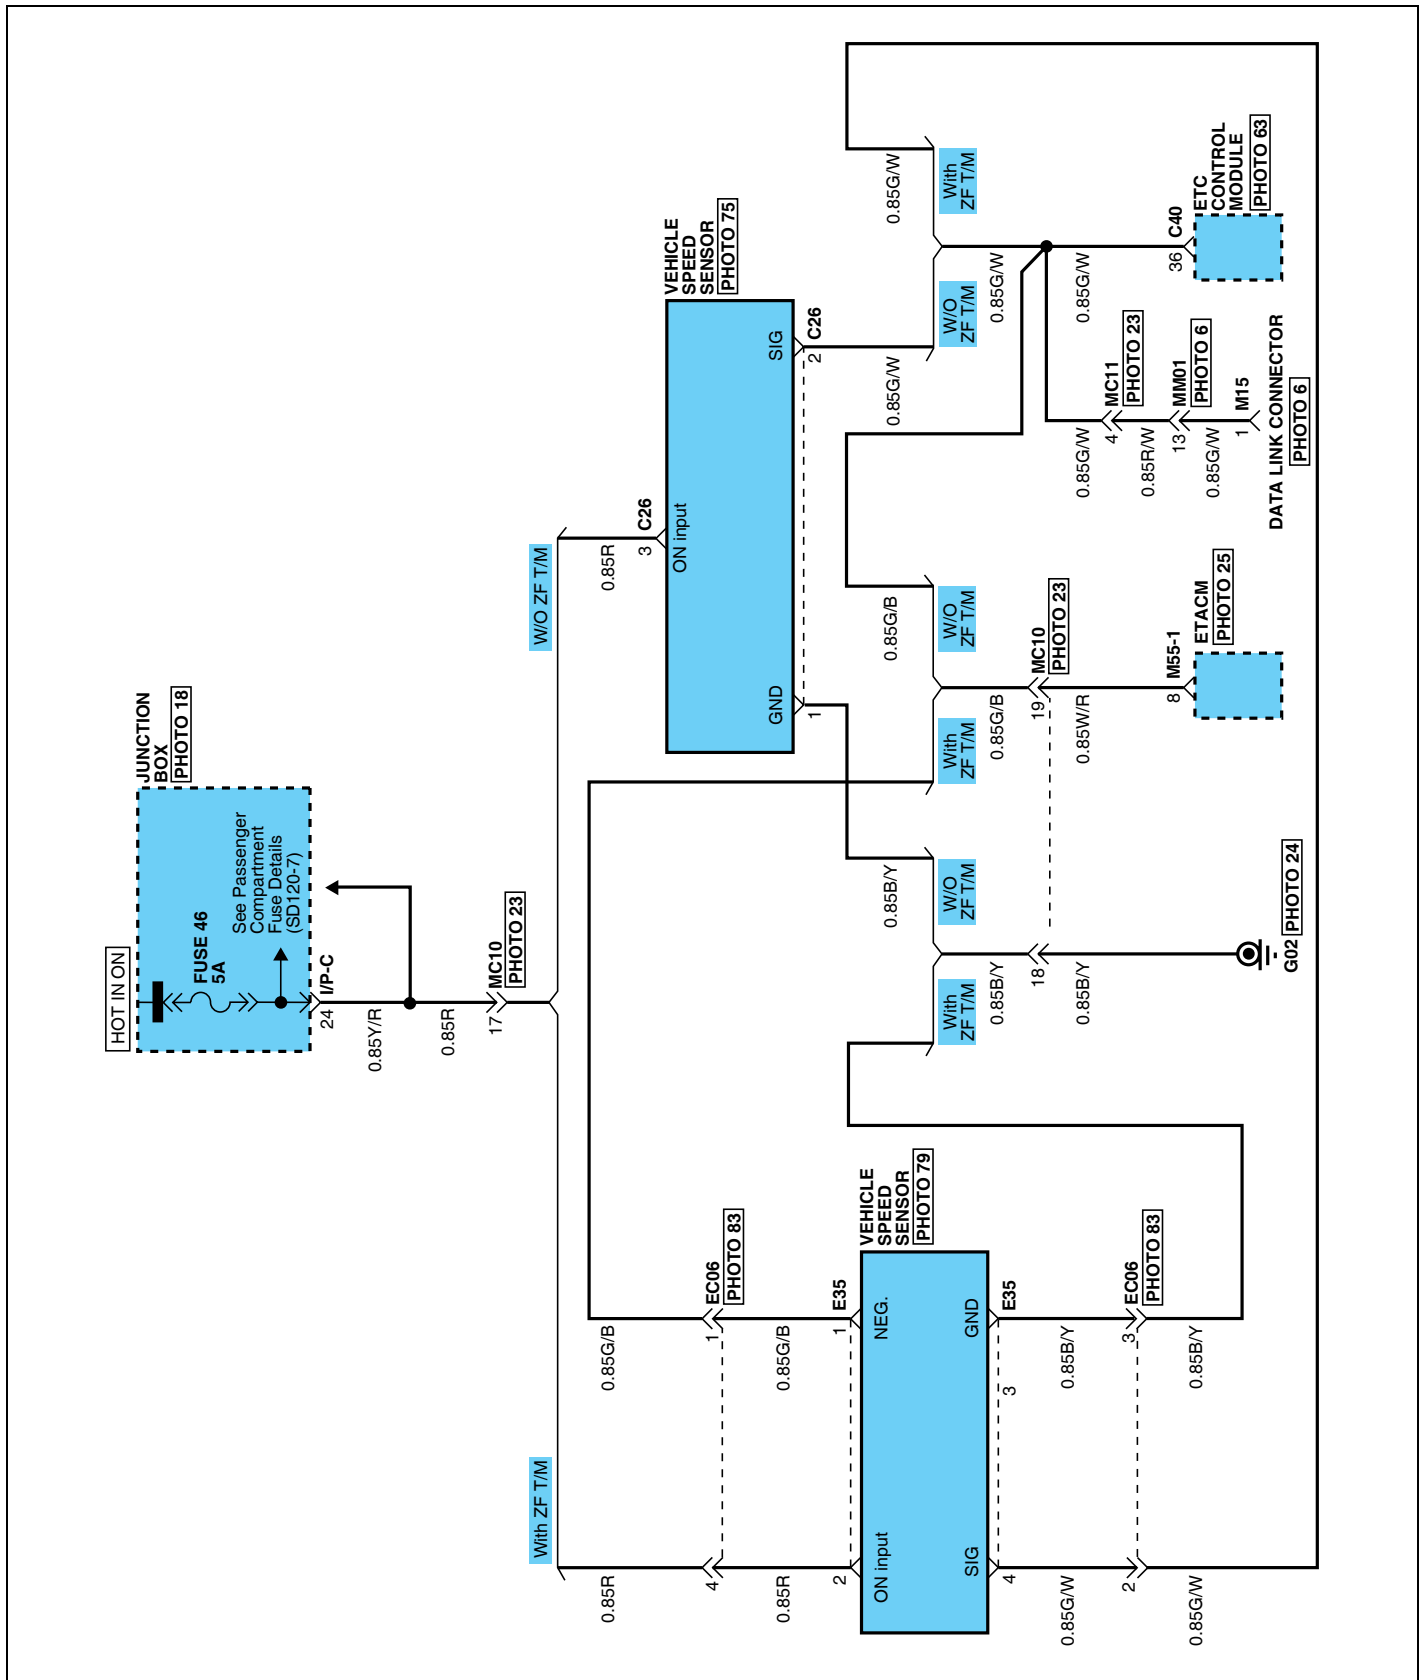 HOT IN ON
JUNCTION
BOX
PHOTO 18
FUSE 46
5A
See Passenger
Compartment
Fuse Details
(SD120-7)
24
I/P-C
0.85Y/R
0.85R
17
MC10
PHOTO 23
With ZF T/M
W/O ZF T/M
0.85R
0.85G/B
0.85R
4
1
EC06
PHOTO 83
0.85R
0.85G/B
3
C26
VEHICLE
SPEED
SENSOR
PHOTO 75
ON input
GND
SIG
1
2
C26
2
1
E35
VEHICLE
SPEED
SENSOR
PHOTO 79
ON input
NEG.
SIG
GND
4
3
E35
0.85G/W
0.85B/Y
2
3
EC06
PHOTO 83
0.85G/W
0.85B/Y
0.85B/Y
0.85G/B
0.85G/W
0.85G/W
With
ZF T/M
W/O
ZF T/M
With
ZF T/M
W/O
ZF T/M
W/O
ZF T/M
With
ZF T/M
0.85B/Y
0.85G/B
0.85G/W
18
19
MC10
PHOTO 23
0.85B/Y
0.85W/R
0.85G/W
0.85G/W
4
MC11
PHOTO 23
0.85R/W
13
MM01
PHOTO 6
0.85G/W
1
M15
DATA LINK CONNECTOR
PHOTO 6
8
M55-1
ETACM
PHOTO 25
36
C40
ETC
CONTROL
MODULE
PHOTO 63
G02
PHOTO 24